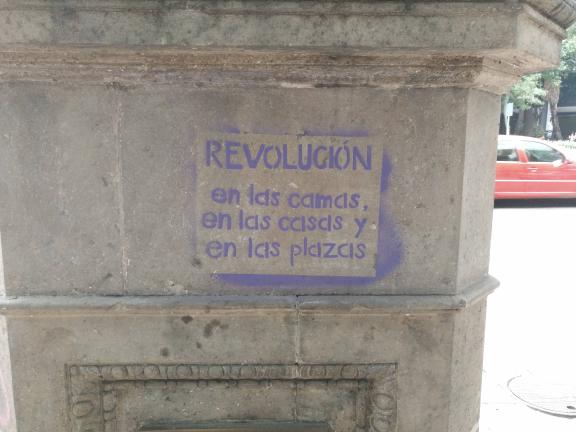 REVOLUCIÓN
en las camas,
en las casas y
en las plazas